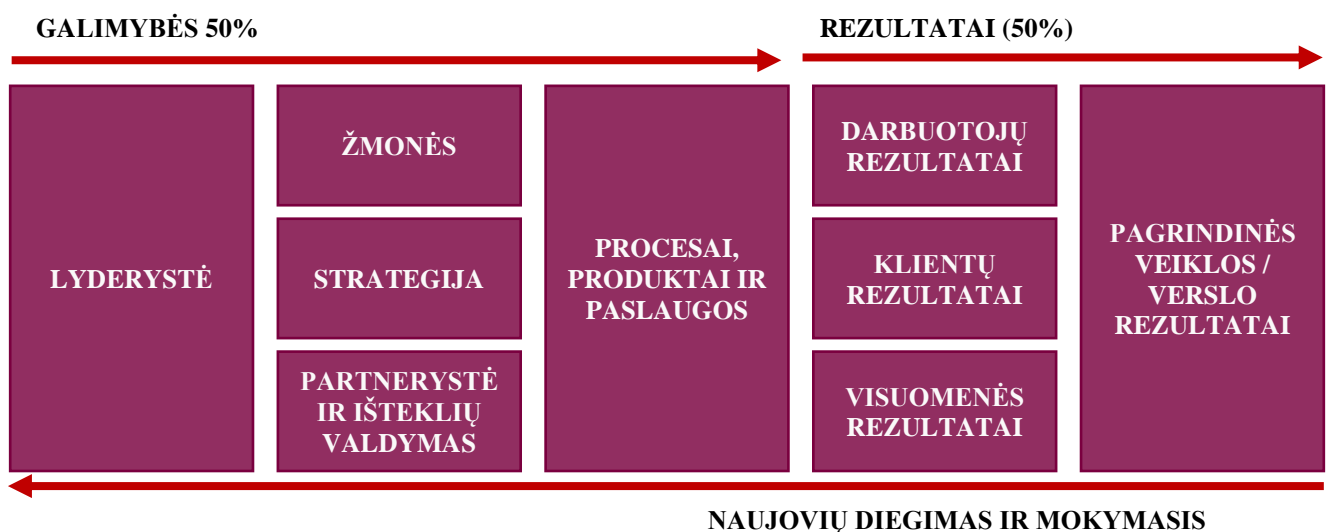 GALIMYBĖS 50%
REZULTATAI (50%)
LYDERYSTĖ
ŽMONĖS
STRATEGIJA
PARTNERYSTĖ
IR IŠTEKLIŲ
VALDYMAS
PROCESAI,
PRODUKTAI IR
PASLAUGOS
DARBUOTOJŲ
REZULTATAI
KLIENTŲ
REZULTATAI
VISUOMENĖS
REZULTATAI
PAGRINDINĖS
VEIKLOS /
VERSLO
REZULTATAI
NAUJOVIŲ DIEGIMAS IR MOKYMASIS